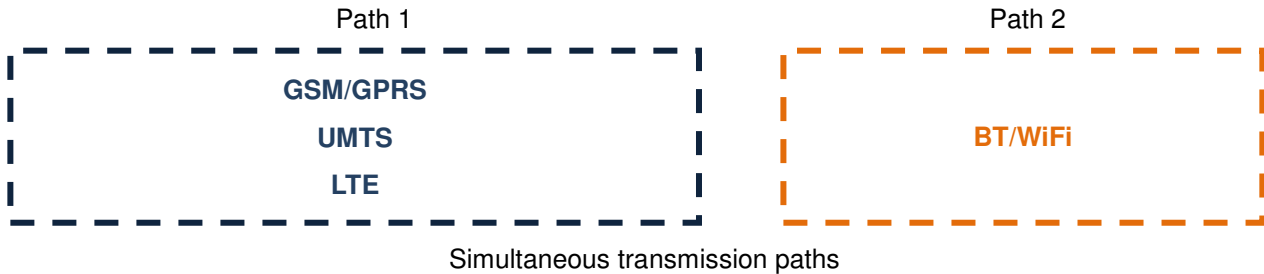 Path 1
Path 2
GSM/GPRS
UMTS
LTE
BT/WiFi
Simultaneous transmission paths